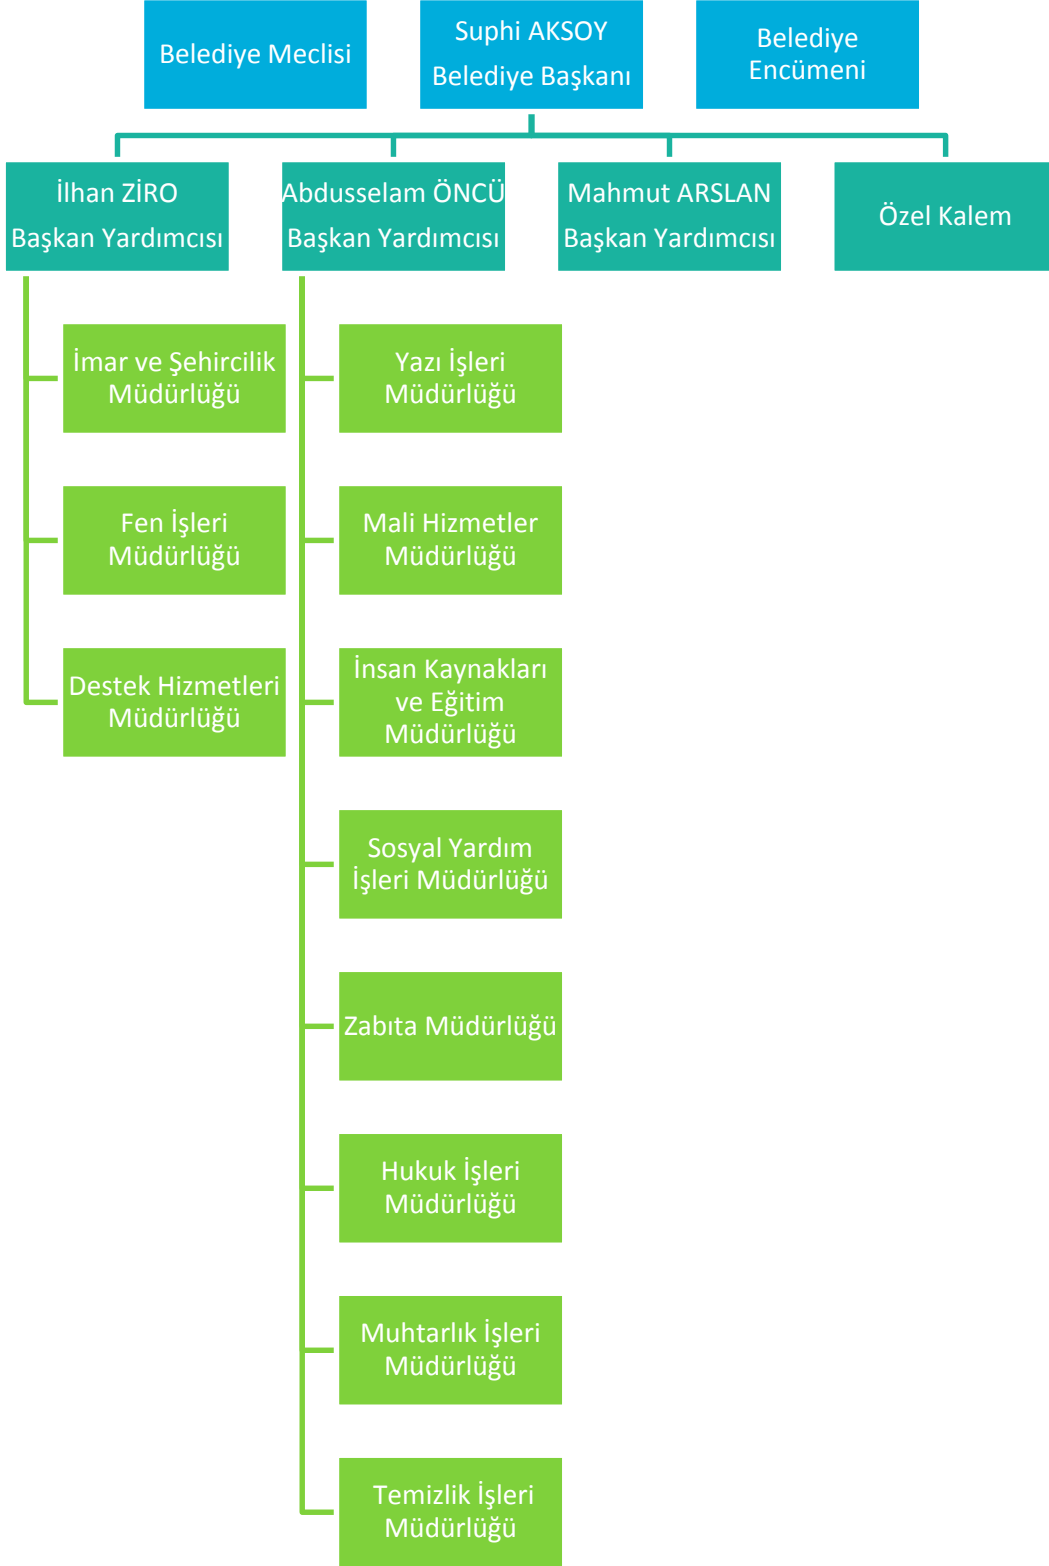 Belediye Meclisi
Suphi AKSOY
Belediye Başkanı
Belediye
Encümeni
İlhan ZİRO
Başkan Yardımcısı
Abdusselam ÖNCÜ
Başkan Yardımcısı
Mahmut ARSLAN
Başkan Yardımcısı
Özel Kalem
İmar ve Şehircilik
Müdürlüğü
Fen İşleri
Müdürlüğü
Destek Hizmetleri
Müdürlüğü
Yazı İşleri
Müdürlüğü
Mali Hizmetler
Müdürlüğü
İnsan Kaynakları
ve Eğitim
Müdürlüğü
Sosyal Yardım
İşleri Müdürlüğü
Zabıta Müdürlüğü
Hukuk İşleri
Müdürlüğü
Muhtarlık İşleri
Müdürlüğü
Temizlik İşleri
Müdürlüğü